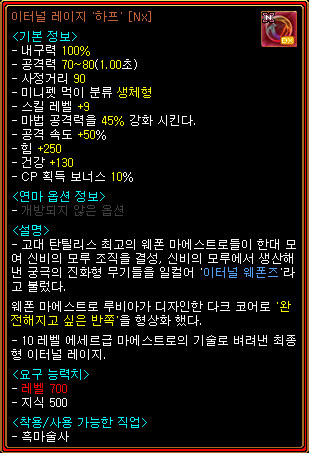 이터널 레이지 '하프' [Nx]
<기본 정보>
- 내구력 100%
- 공격력 70~80(1.00초)
- 사정거리 90
- 미니펫 먹이 분류 생체형
- 스킬 레벨 +9
- 마법 공격력을 45% 강화 시킨다.
- 공격 속도 +50%
- 힘 +250
- 건강 +130
- CP 획득 보너스 10%
<연마 옵션 정보>
- 개방되지 않은 옵션
<설명>
- 고대 탄틸리스 최고의 웨폰 마에스트로들이 한대 모
여 신비의 모루 조직을 결성, 신비의 모루에서 생산해
낸 궁극의 진화형 무기들을 일컬어 '이터널 웨폰즈'라
고 불렀다.
웨폰 마에스트로 루비아가 디자인한 다크 코어로 '완
전해지고 싶은 반쪽'을 형상화 했다.
- 10 레벨 에세르급 마에스트로의 기술로 벼려낸 최종
형 이터널 레이지.
<요구 능력치>
- 레벨 700
- 지식 500
<착용/사용 가능한 직업>
- 흑마술사